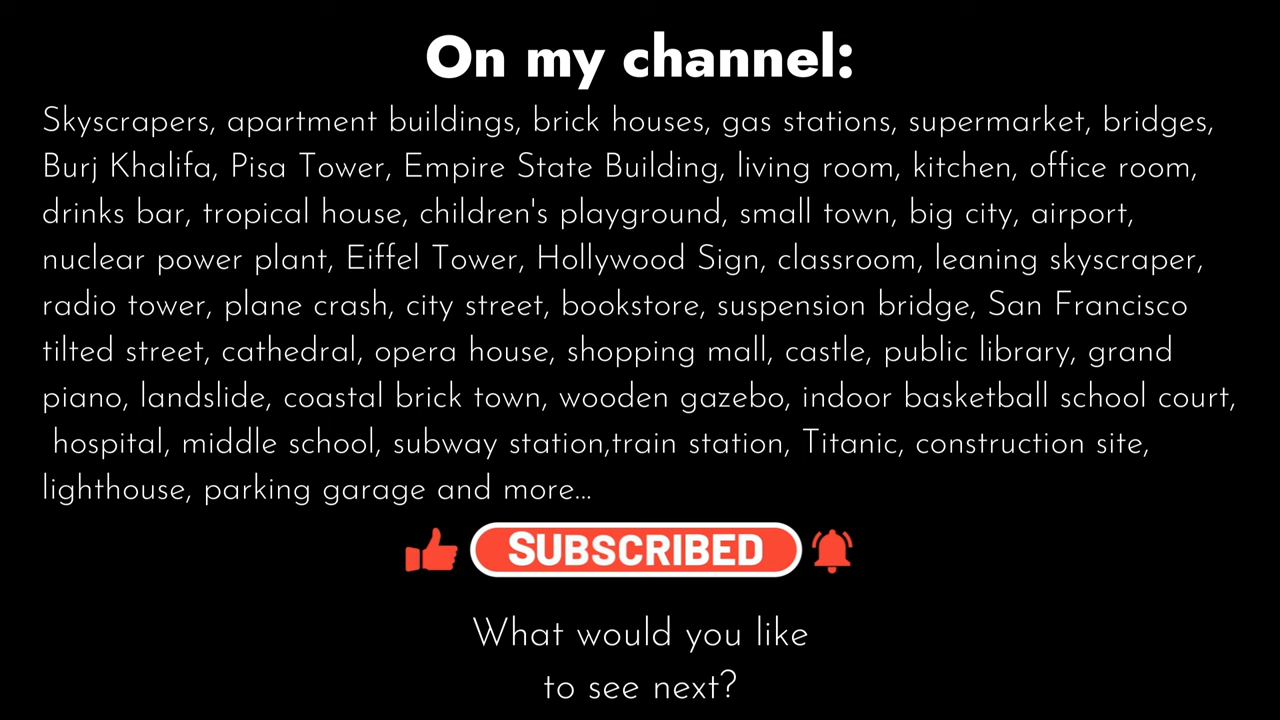 On my channel:
Skyscrapers, apartment buildings, brick houses, gas stations, supermarket, bridges,
Burj Khalifa, Pisa Tower, Empire State Building, living room, kitchen, office room,
drinks bar, tropical house, children's playground, small town, big city, airport,
nuclear power plant, Eiffel Tower, Hollywood Sign, classroom, leaning skyscraper,
radio tower, plane crash, city street, bookstore, suspension bridge, San Francisco
tilted street, cathedral, opera house, shopping mall, castle, public library, grand
piano, landslide, coastal brick town, wooden gazebo, indoor basketball school court,
hospital, middle school, subway station,train station, Titanic, construction site,
lighthouse, parking garage and more...
SUBSCRIBED
What would you like
to see next?